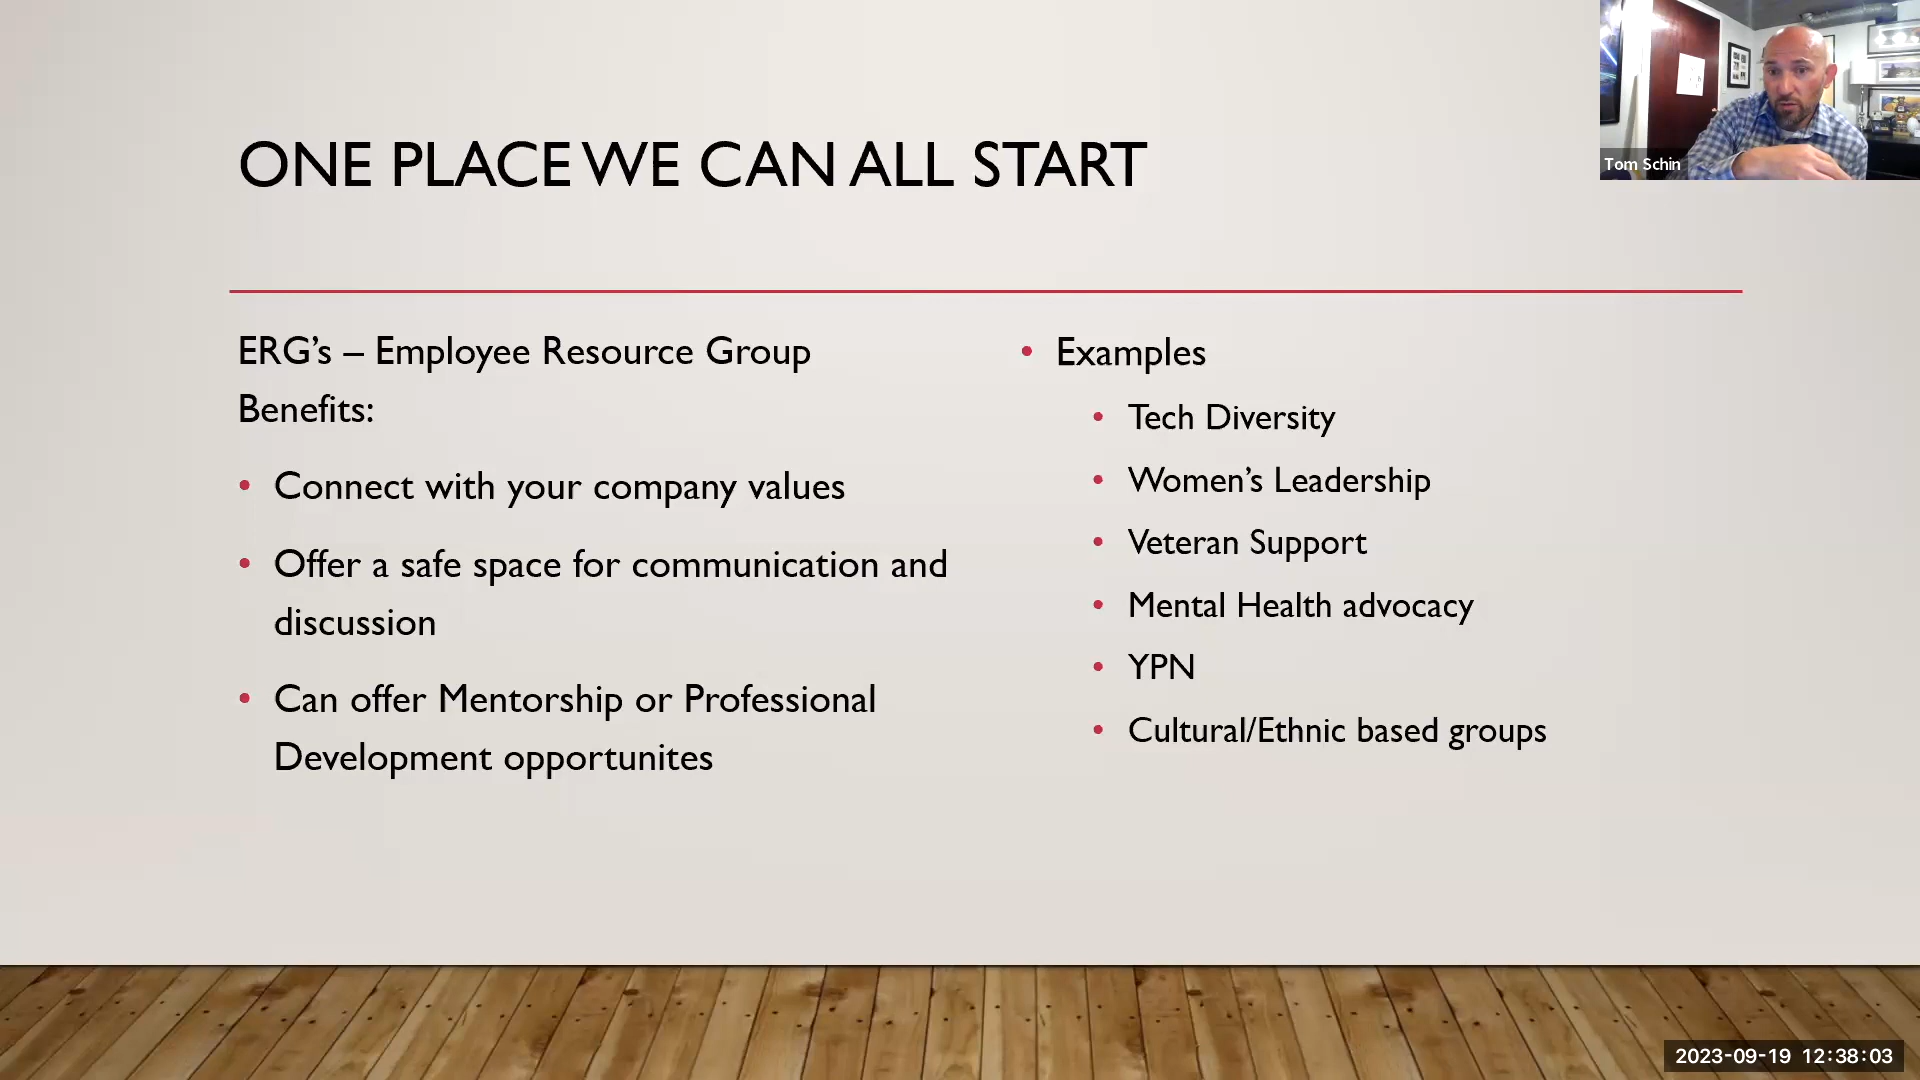 ONE PLACE WE CAN ALL START
Tom Schin
ERG’s – Employee Resource Group
Benefits:
• Connect with your company values
• Offer a safe space for communication and
discussion
• Can offer Mentorship or Professional
Development opportunites
• Examples
• Tech Diversity
• Women’s Leadership
• Veteran Support
• Mental Health advocacy
• YPN
• Cultural/Ethnic based groups
2023-09-19 12:38:03